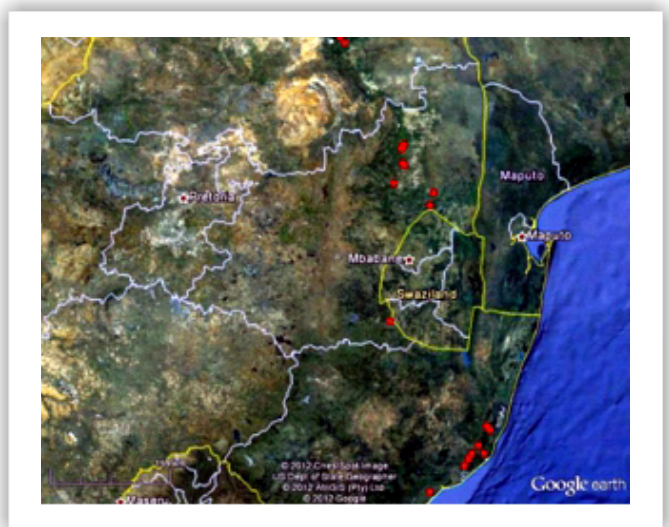 Maputo
Pretoria
Maputo
Mbabane
Swaziland
© 2012 Cnes/Spot Image
US Dept of State Geographer
© 2012 AfriGIS (Pty) Ltd
© 2012 Google
Google earth
Maseru